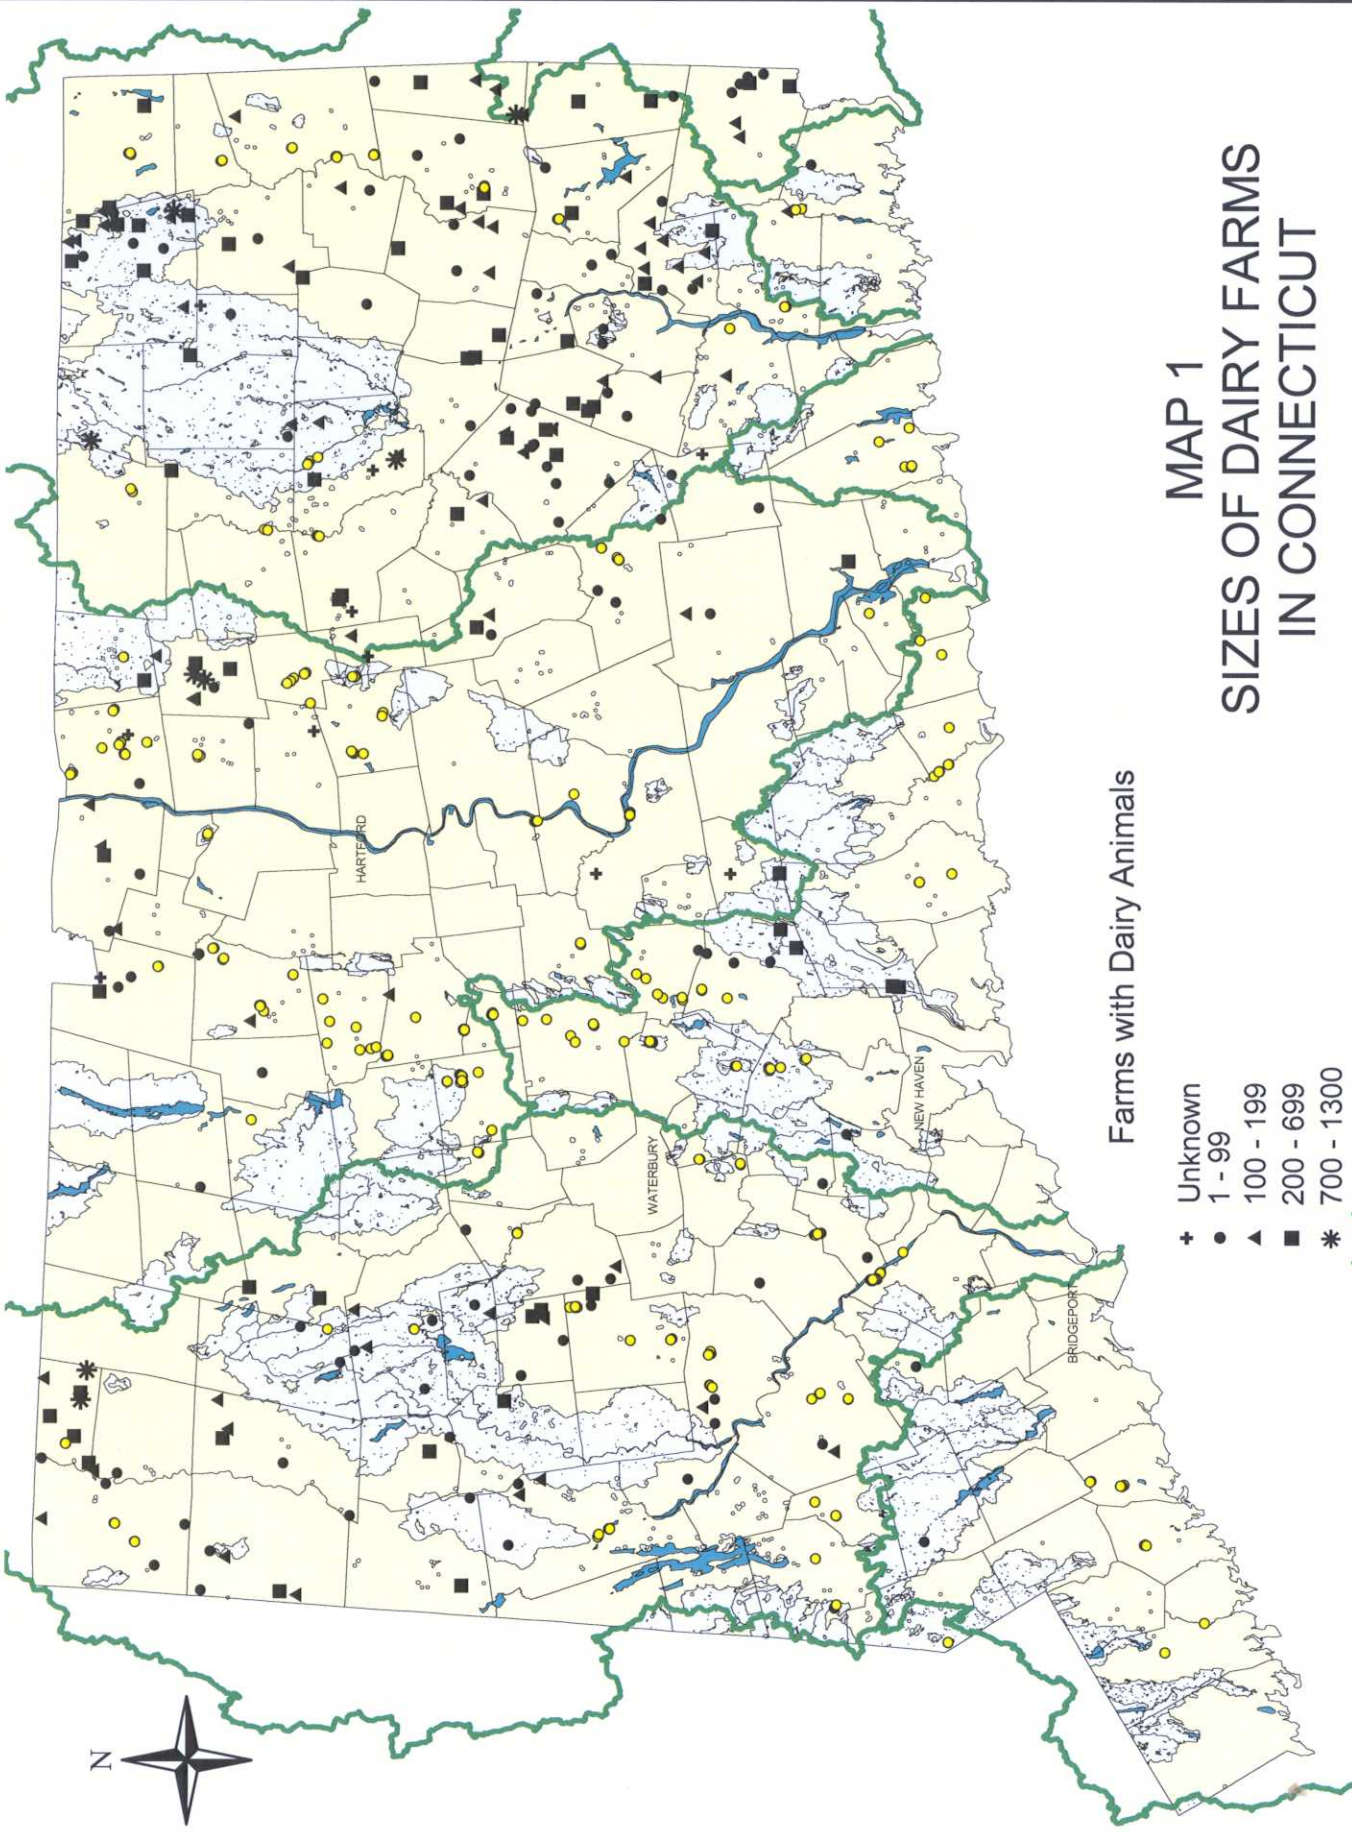 MAP 1
SIZES OF DAIRY FARMS
IN CONNECTICUT
Farms with Dairy Animals
Unknown
1 - 99
100 - 199
200 - 699
700 - 1300
N
HARTFORD
WATERBURY
NEW HAVEN
BRIDGEPORT